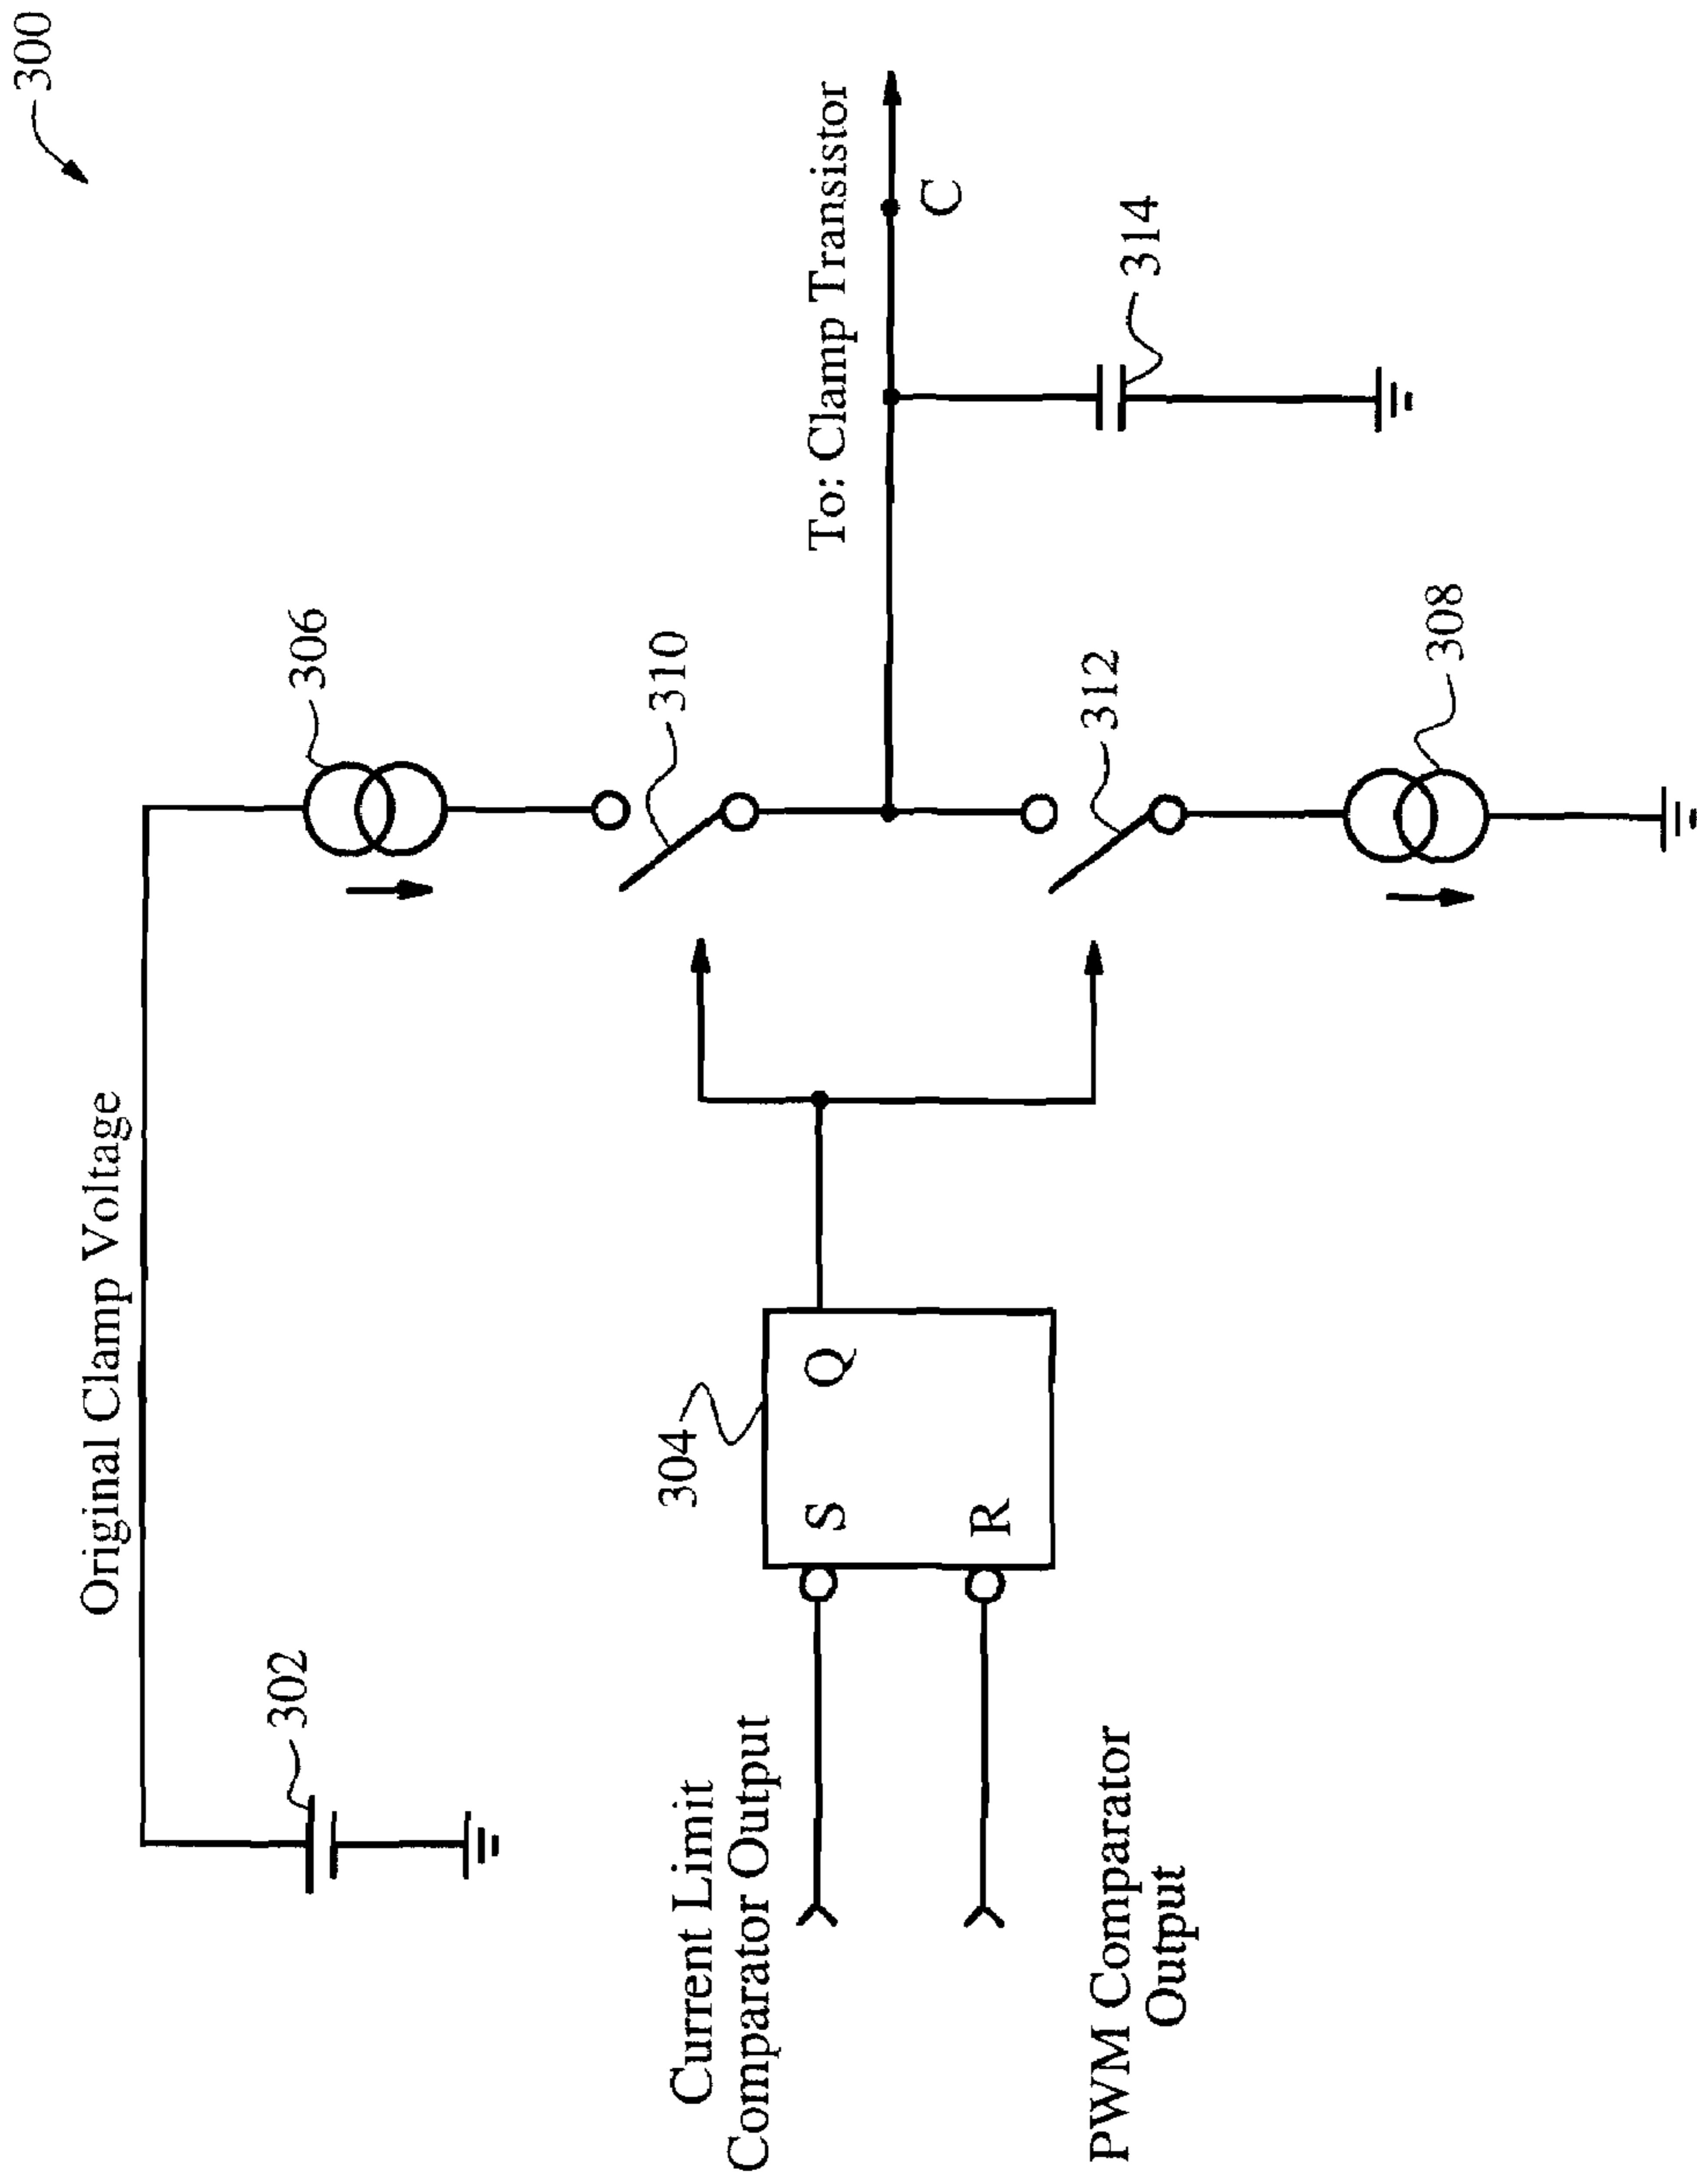 300
Original Clamp Voltage
302
306
310
304
S
Q
R
Current Limit
Comparator Output
PWM Comparator
Output
To: Clamp Transistor
C
312
314
308